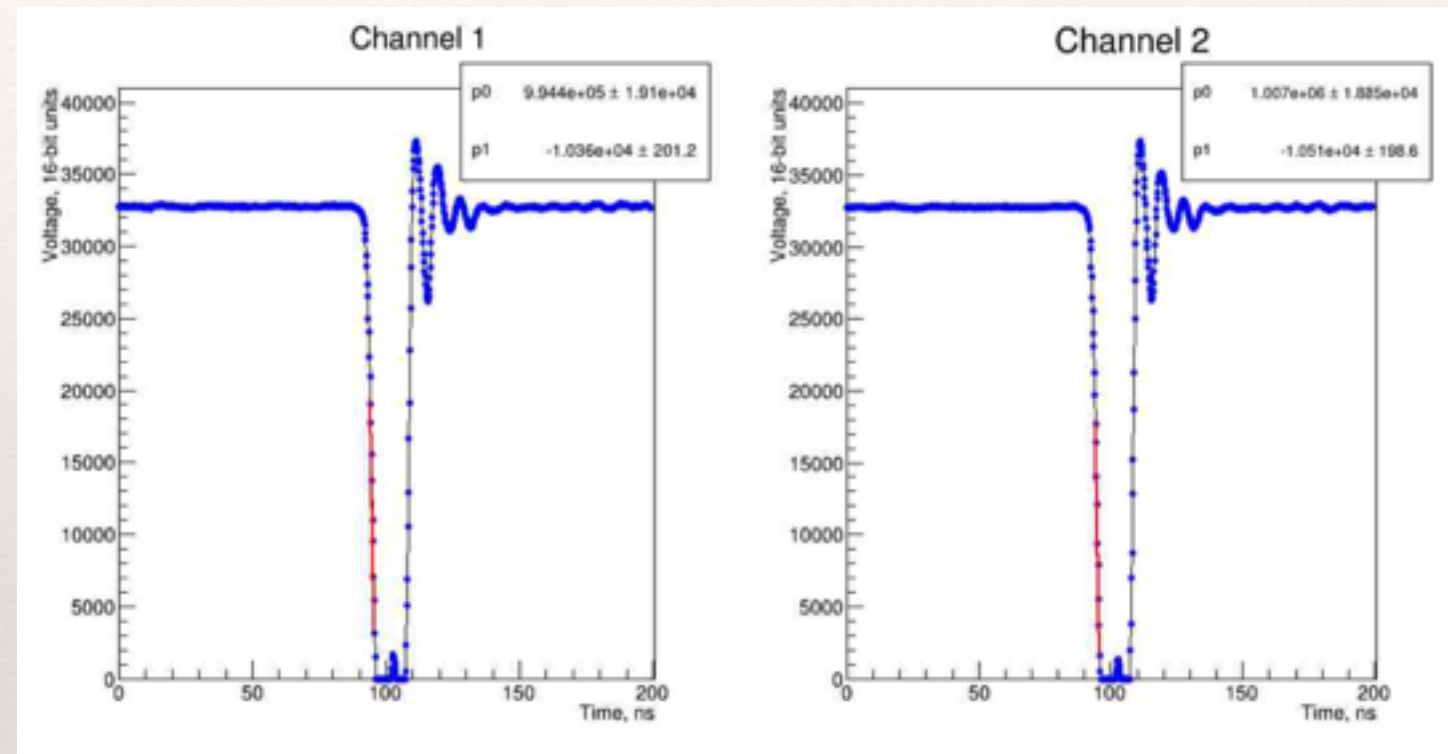 Channel 1
p0 9.944e+05 ± 1.91e+04
p1 -1.036e+04 ± 201.2
Voltage, 16-bit units
40000
35000
30000
25000
20000
15000
10000
5000
0
0 50 100 150 200
Time, ns
Channel 2
p0 1.007e+06 ± 1.885e+04
p1 -1.051e+04 ± 198.6
Voltage, 16-bit units
40000
35000
30000
25000
20000
15000
10000
5000
0
0 50 100 150 200
Time, ns